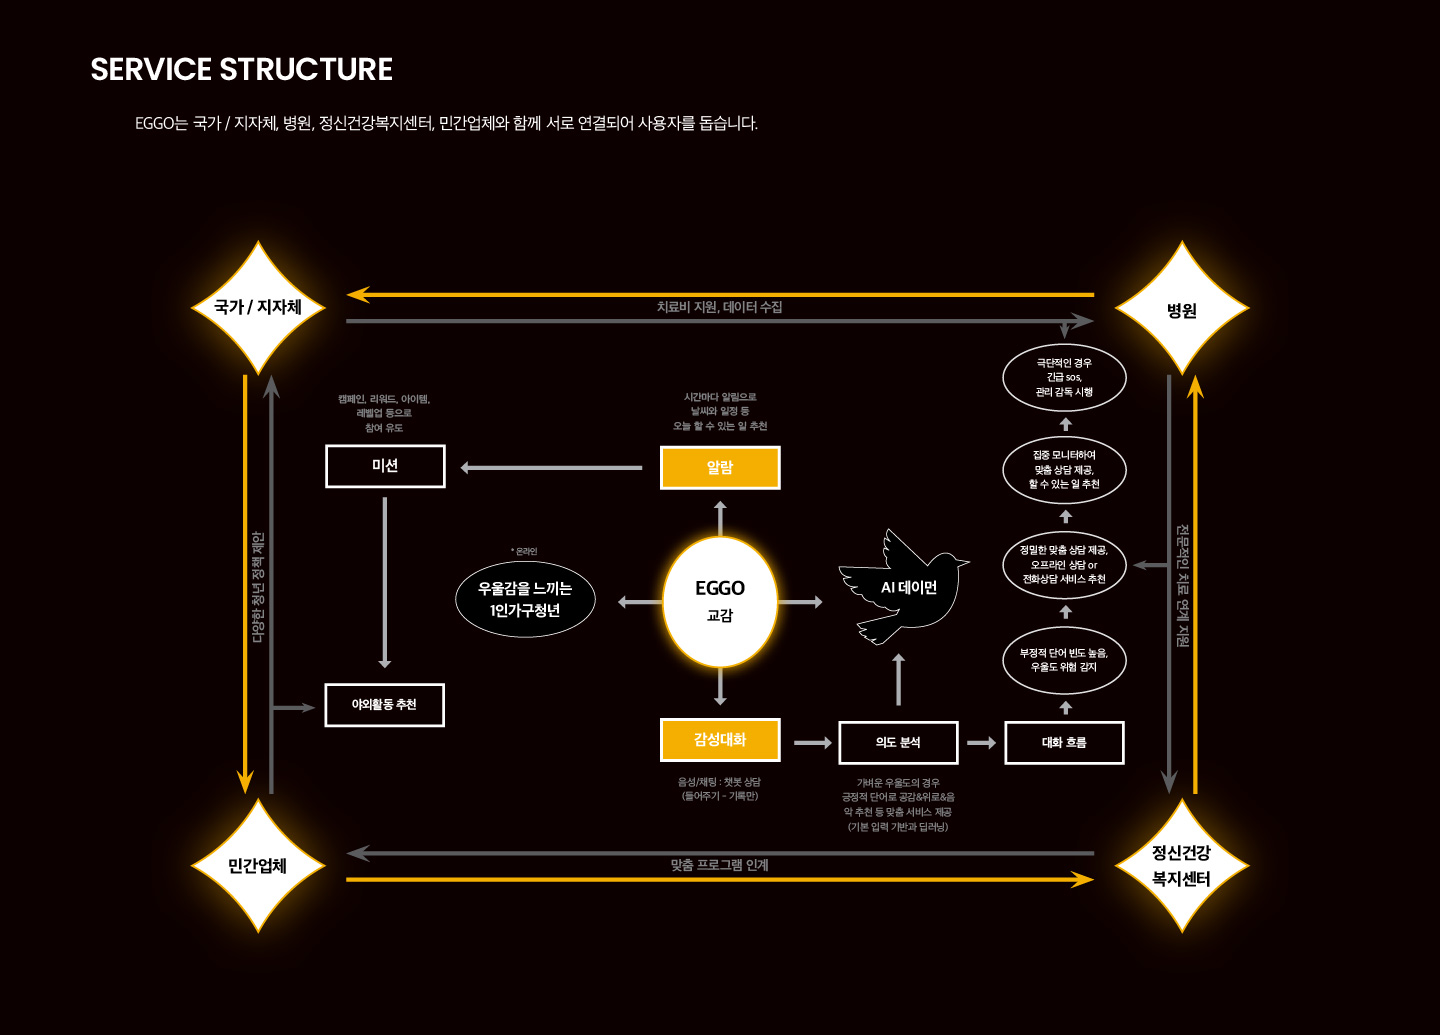 SERVICE STRUCTURE
EGGO는 국가 / 지자체, 병원, 정신건강복지센터, 민간업체와 함께 서로 연결되어 사용자를 돕습니다.
국가 / 지자체
치료비 지원, 데이터 수집
병원
극단적인 경우
긴급 sos,
관리 감독 시행
캠페인, 리워드, 아이템,
레벨업 등으로
참여 유도
미션
시간마다 알림으로
날씨와 일정 등
오늘 할 수 있는 일 추천
알람
집중 모니터하여
맞춤 상담 제공,
할 수 있는 일 추천
다양한 청년 정책 제안
* 온라인
우울감을 느끼는
1인가구청년
EGGO
교감
AI 데이먼
정밀한 맞춤 상담 제공,
오프라인 상담 or
전화상담 서비스 추천
전문적인 치료 연계 지원
부정적 단어 빈도 높음,
우울도 위험 감지
야외활동 추천
감성대화
음성/채팅 : 챗봇 상담
(들어주기 - 기록만)
의도 분석
가벼운 우울도의 경우
긍정적 단어로 공감&위로&음
악 추천 등 맞춤 서비스 제공
(기본 입력 기반과 딥러닝)
대화 흐름
민간업체
맞춤 프로그램 인계
정신건강
복지센터